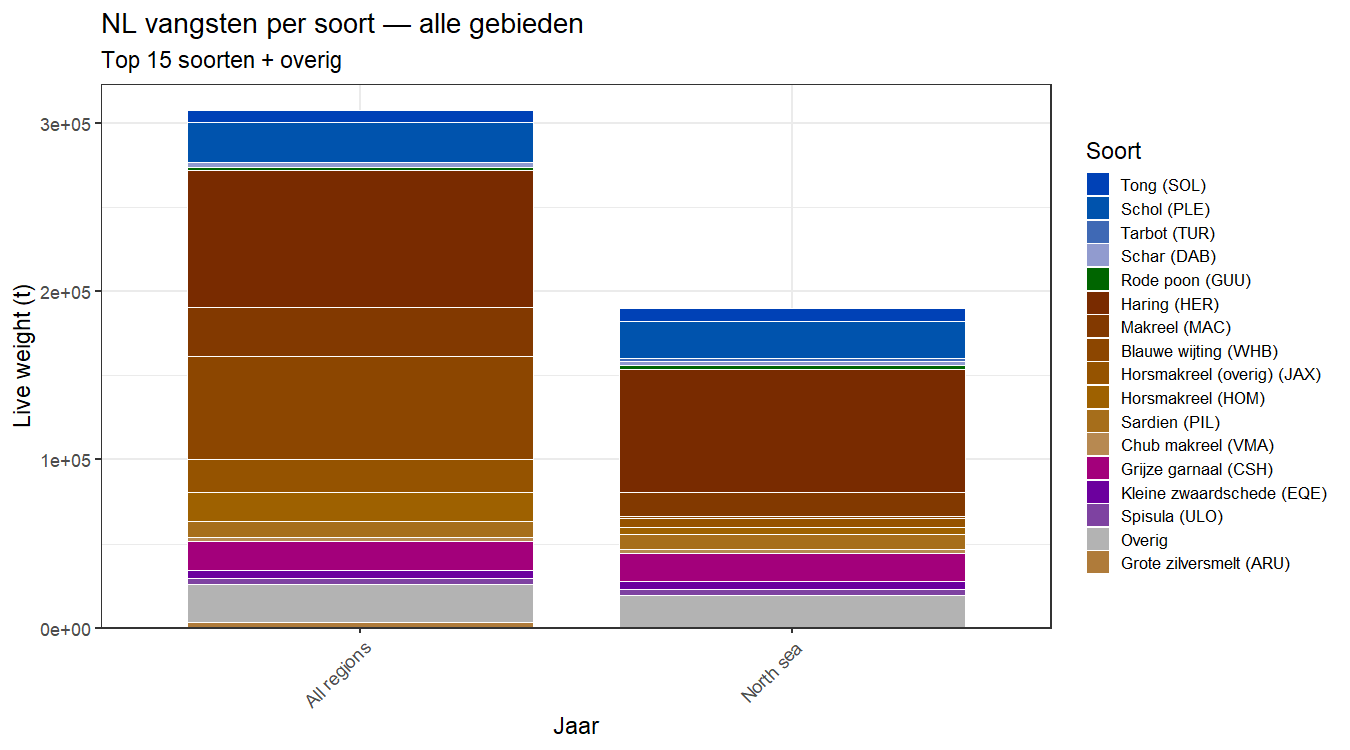 NL vangsten per soort — alle gebieden
Top 15 soorten + overig
Live weight (t)
3e+05
2e+05
1e+05
0e+00
All regions
North sea
Jaar
Soort
Tong (SOL)
Schol (PLE)
Tarbot (TUR)
Schar (DAB)
Rode poon (GUU)
Haring (HER)
Makreel (MAC)
Blauwe wijting (WHB)
Horsmakreel (overig) (JAX)
Horsmakreel (HOM)
Sardien (PIL)
Chub makreel (VMA)
Grijze garnaal (CSH)
Kleine zwaardschede (EQE)
Spisula (ULO)
Overig
Grote zilversmelt (ARU)